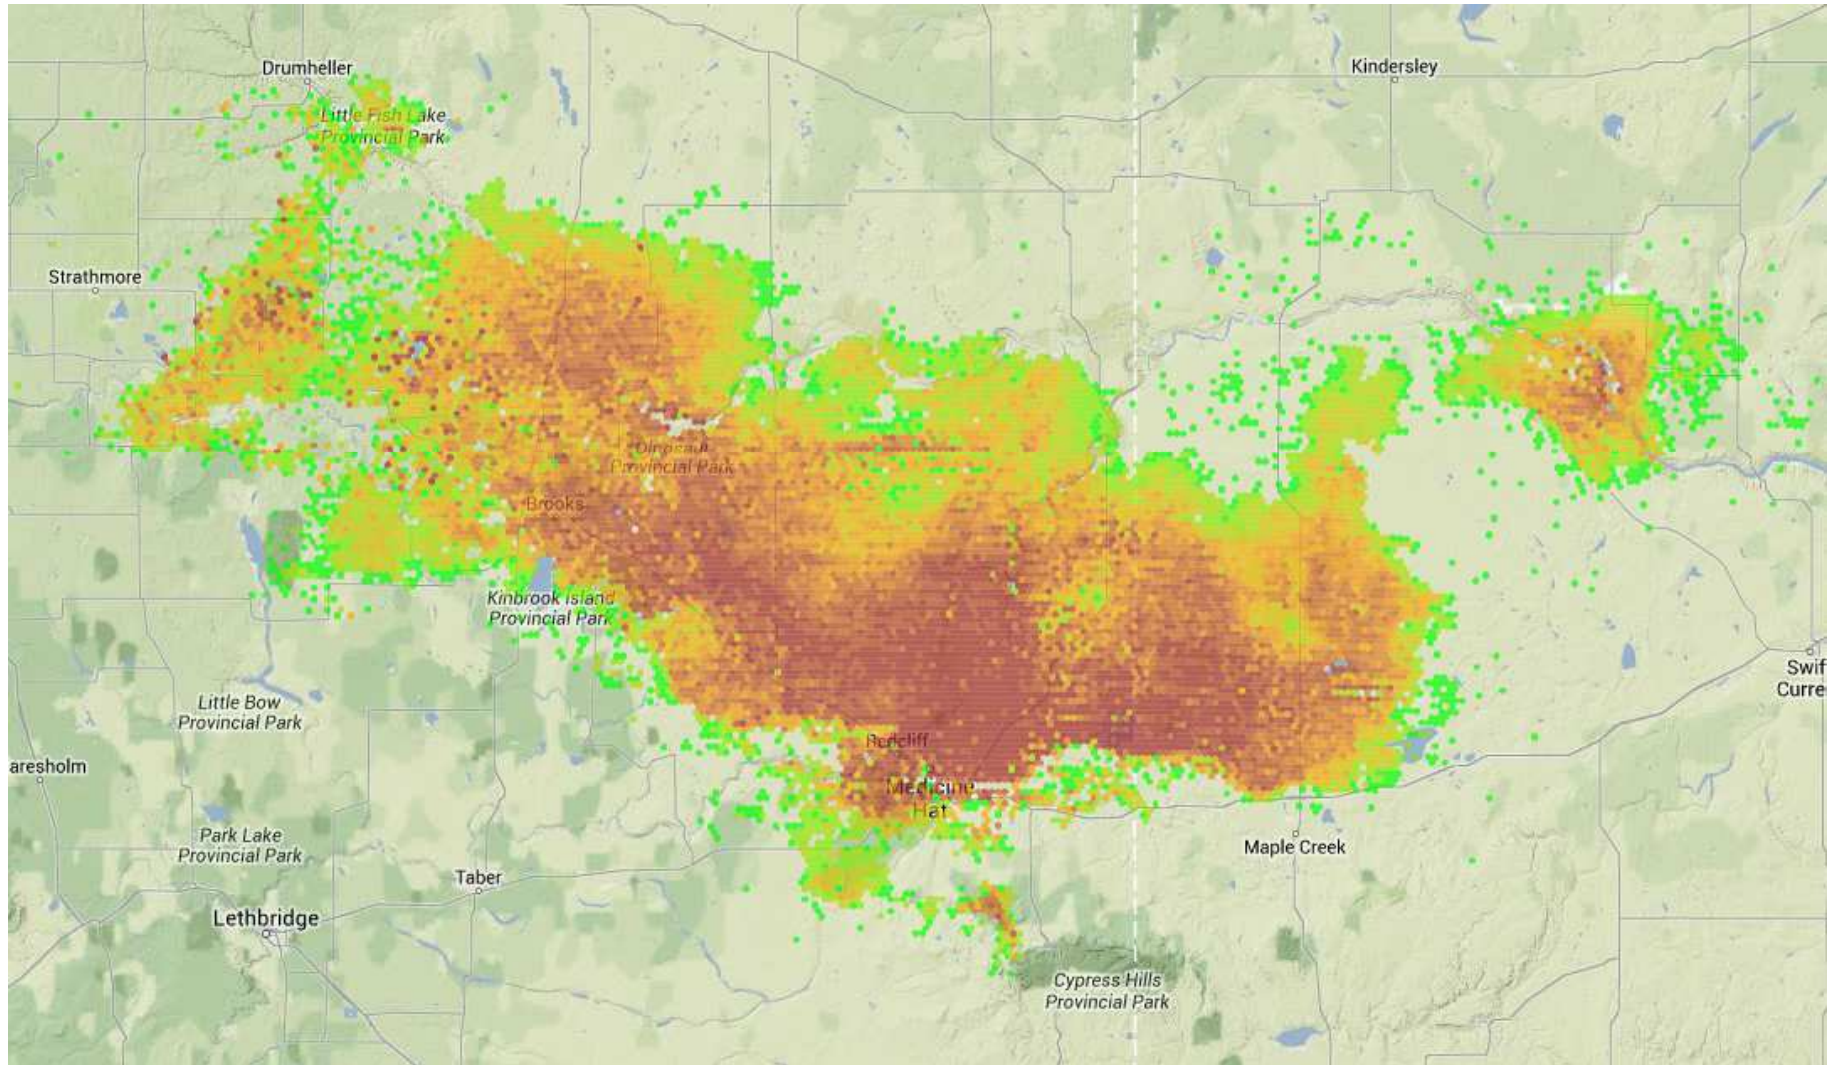 Drumheller
Kindersley
Little Fish Lake
Provincial Park
Strathmore
Dinosaur
Provincial Park
Brooks
Kinbrook Island
Provincial Park
Swif
Curre
Little Bow
Provincial Park
Redcliff
aresholm
Medicine
Hat
Park Lake
Provincial Park
Maple Creek
Taber
Lethbridge
Cypress Hills
Provincial Park